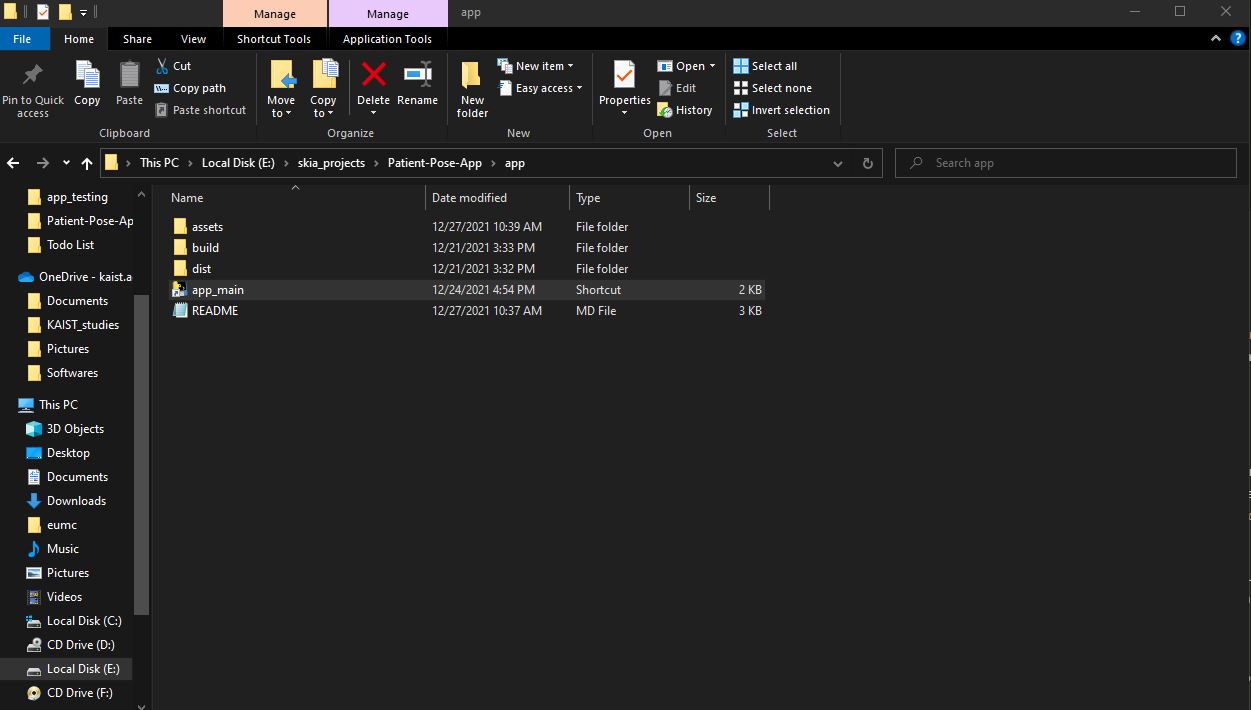 Manage Manage app
File Home Share View Shortcut Tools Application Tools
Pin to Quick access
Copy
Paste
Cut
Copy path
Paste shortcut
Clipboard
Move to
Copy to
Delete
Rename
Organize
New folder
New item
Easy access
New
Properties
Open
Edit
History
Open
Select all
Select none
Invert selection
Select
This PC > Local Disk (E:) > skia_projects > Patient-Pose-App > app
Search app
app_testing
Patient-Pose-Ap
Todo List
OneDrive - kaist.a
Documents
KAIST_studies
Pictures
Softwares
This PC
3D Objects
Desktop
Documents
Downloads
eumc
Music
Pictures
Videos
Local Disk (C:)
CD Drive (D:)
Local Disk (E:)
CD Drive (F:)
Name Date modified Type Size
assets 12/27/2021 10:39 AM File folder
build 12/21/2021 3:33 PM File folder
dist 12/21/2021 3:32 PM File folder
app_main 12/24/2021 4:54 PM Shortcut 2 KB
README 12/27/2021 10:37 AM MD File 3 KB